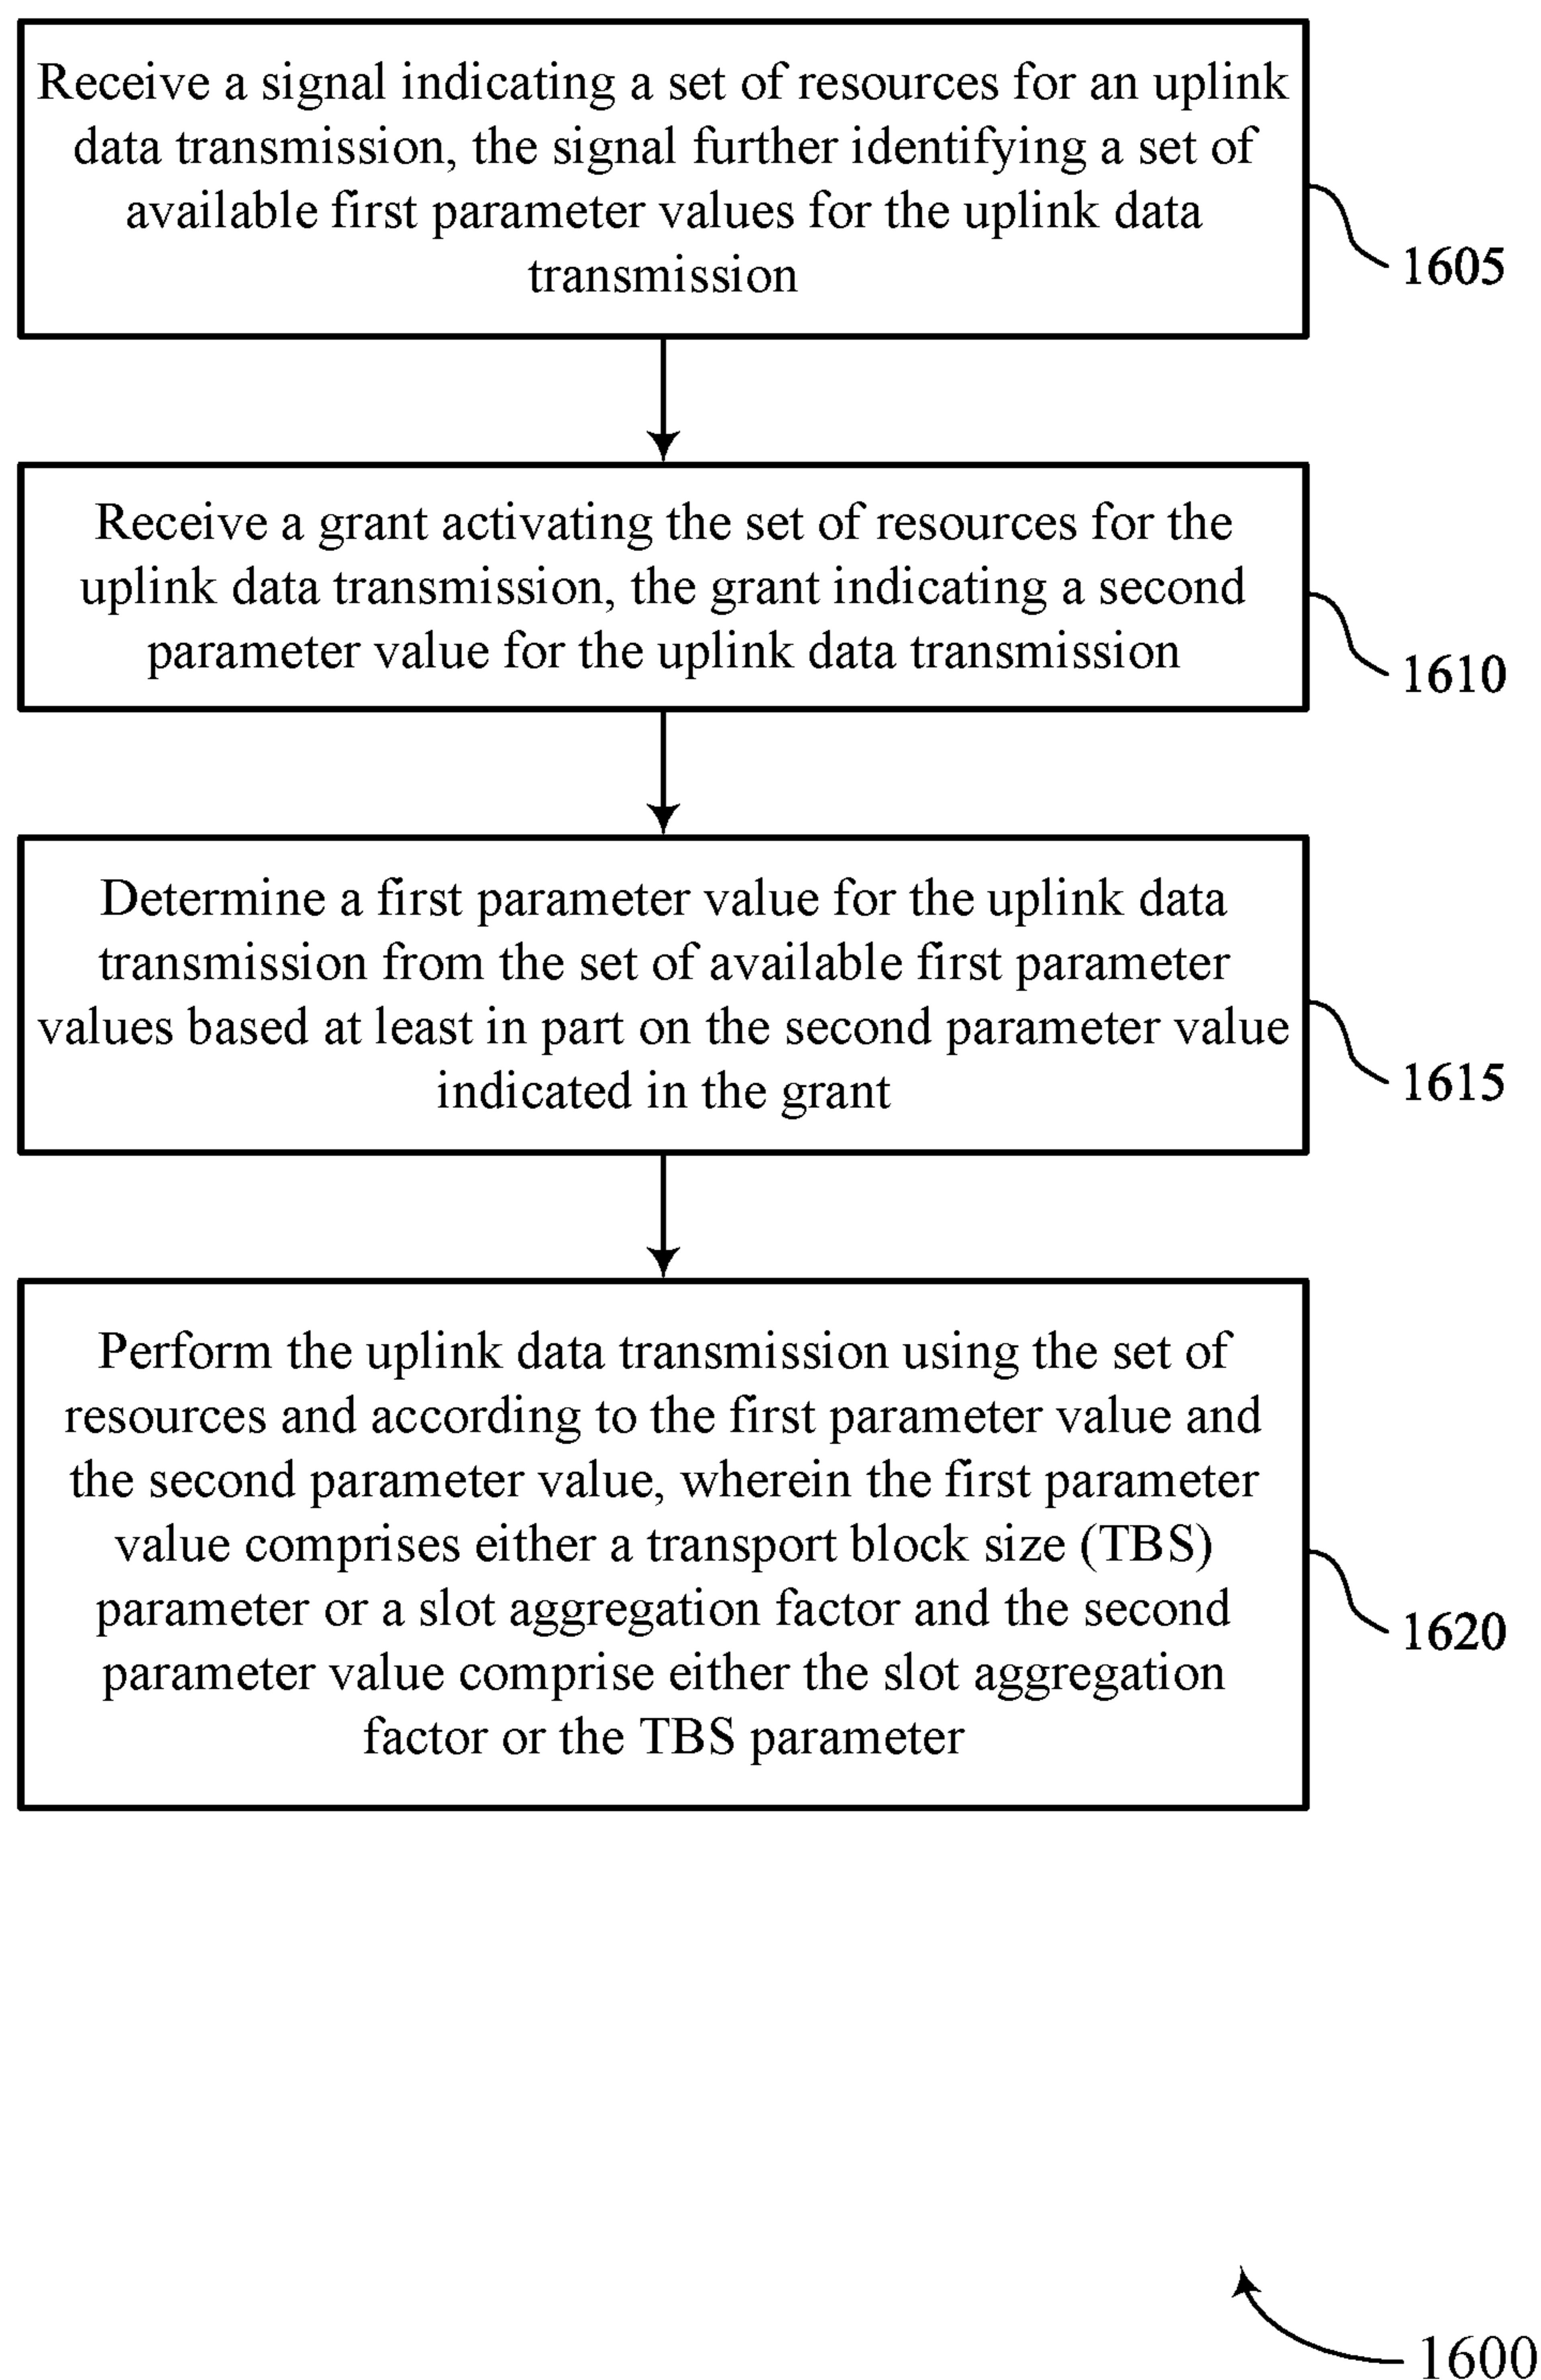 Receive a signal indicating a set of resources for an uplink
data transmission, the signal further identifying a set of
available first parameter values for the uplink data
transmission
1605
Receive a grant activating the set of resources for the
uplink data transmission, the grant indicating a second
parameter value for the uplink data transmission
1610
Determine a first parameter value for the uplink data
transmission from the set of available first parameter
values based at least in part on the second parameter value
indicated in the grant
1615
Perform the uplink data transmission using the set of
resources and according to the first parameter value and
the second parameter value, wherein the first parameter
value comprises either a transport block size (TBS)
parameter or a slot aggregation factor and the second
parameter value comprise either the slot aggregation
factor or the TBS parameter
1620
1600